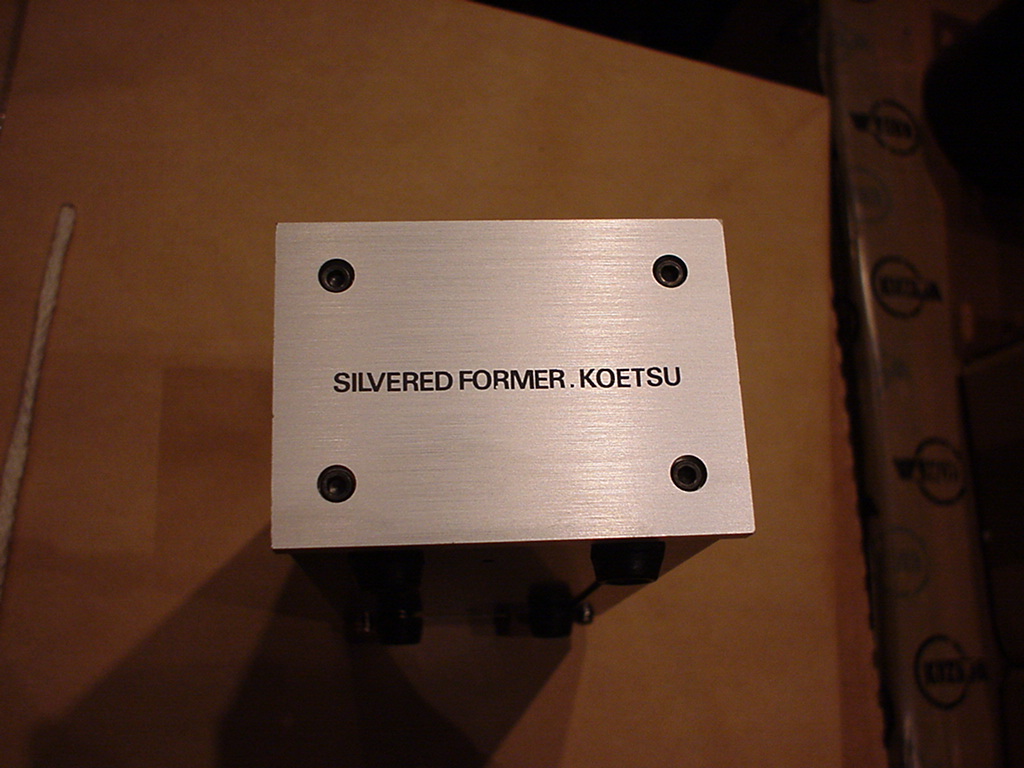 SILVERED FORMER . KOETSU